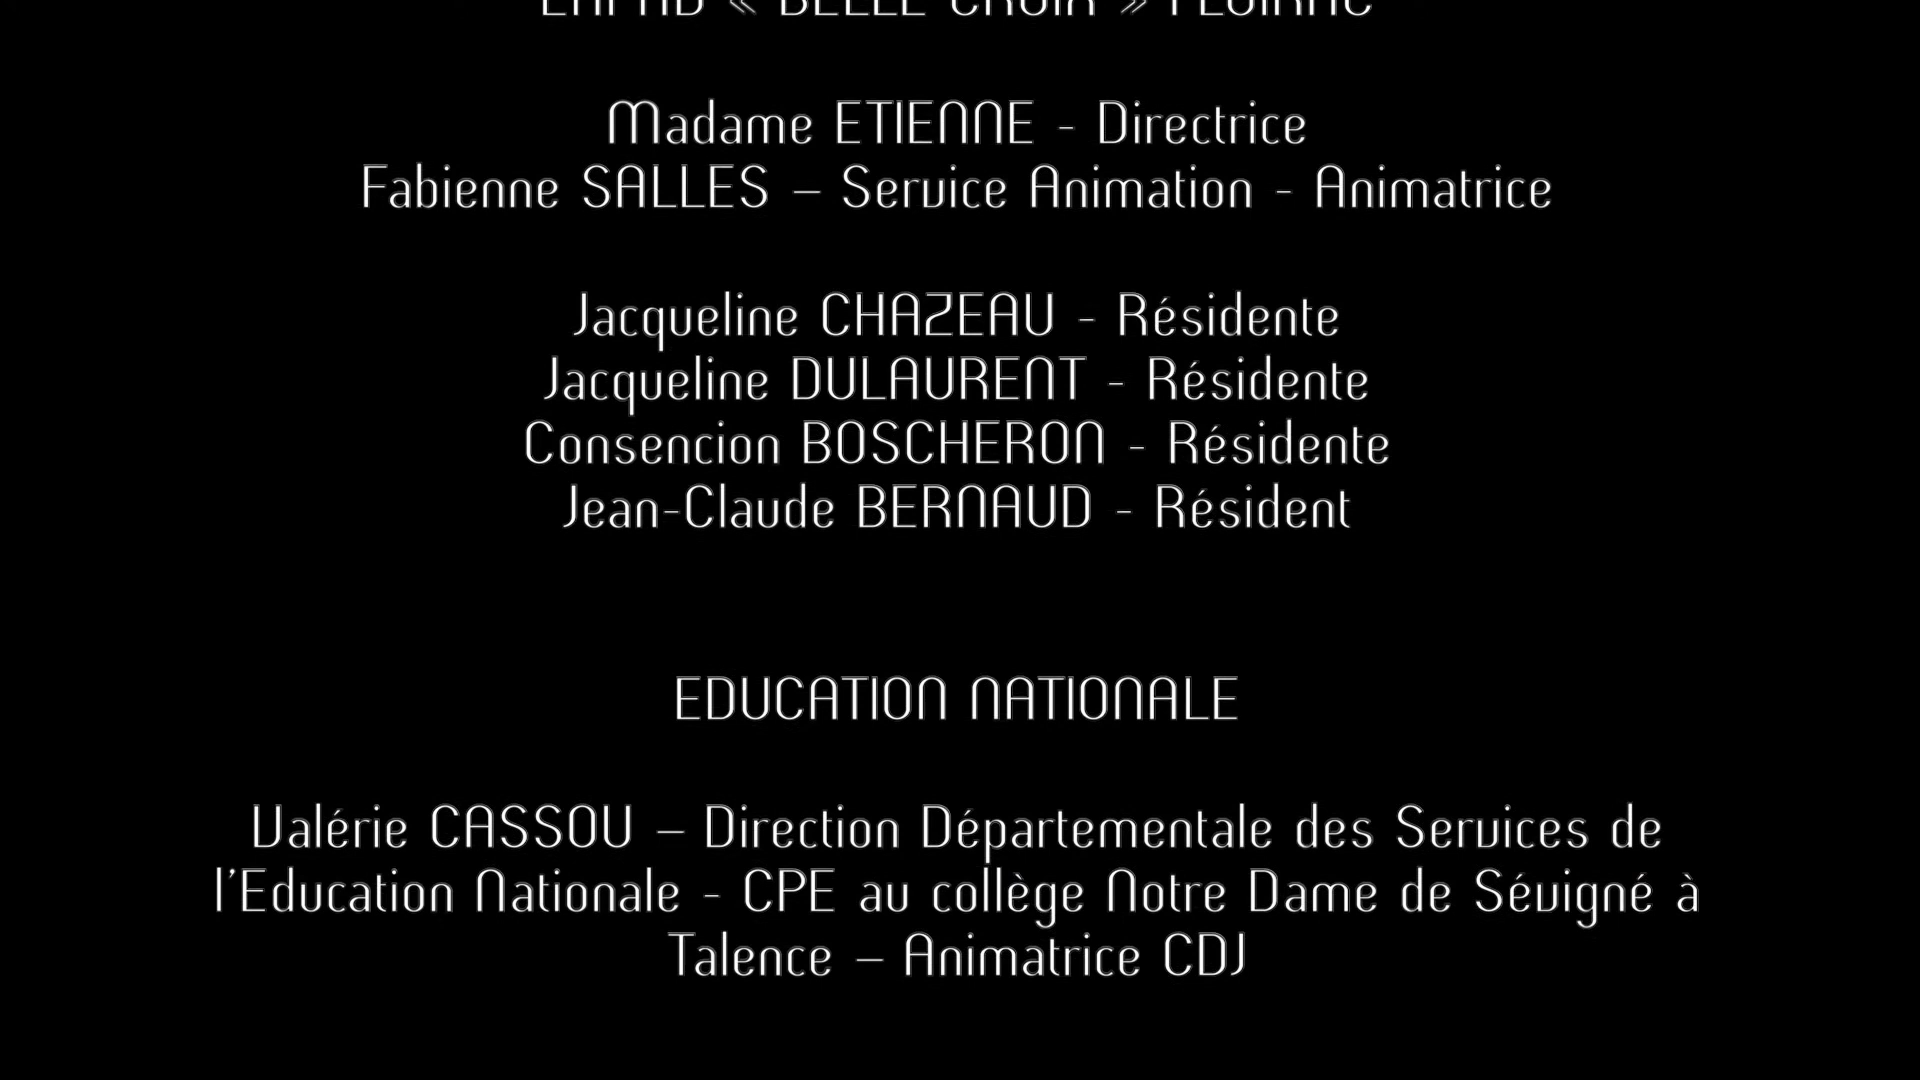 EHPAD « BELLE CROIX » FLOIRAC
Madame ETIENNE - Directrice
Fabienne SALLES – Service Animation - Animatrice
Jacqueline CHAZEAU - Résidente
Jacqueline DULAURENT - Résidente
Consencion BOSCHERON - Résidente
Jean-Claude BERNAUD - Résident
EDUCATION NATIONALE
Valérie CASSOU – Direction Départementale des Services de
l’Education Nationale - CPE au collège Notre Dame de Sévigné à
Talence – Animatrice CDJ